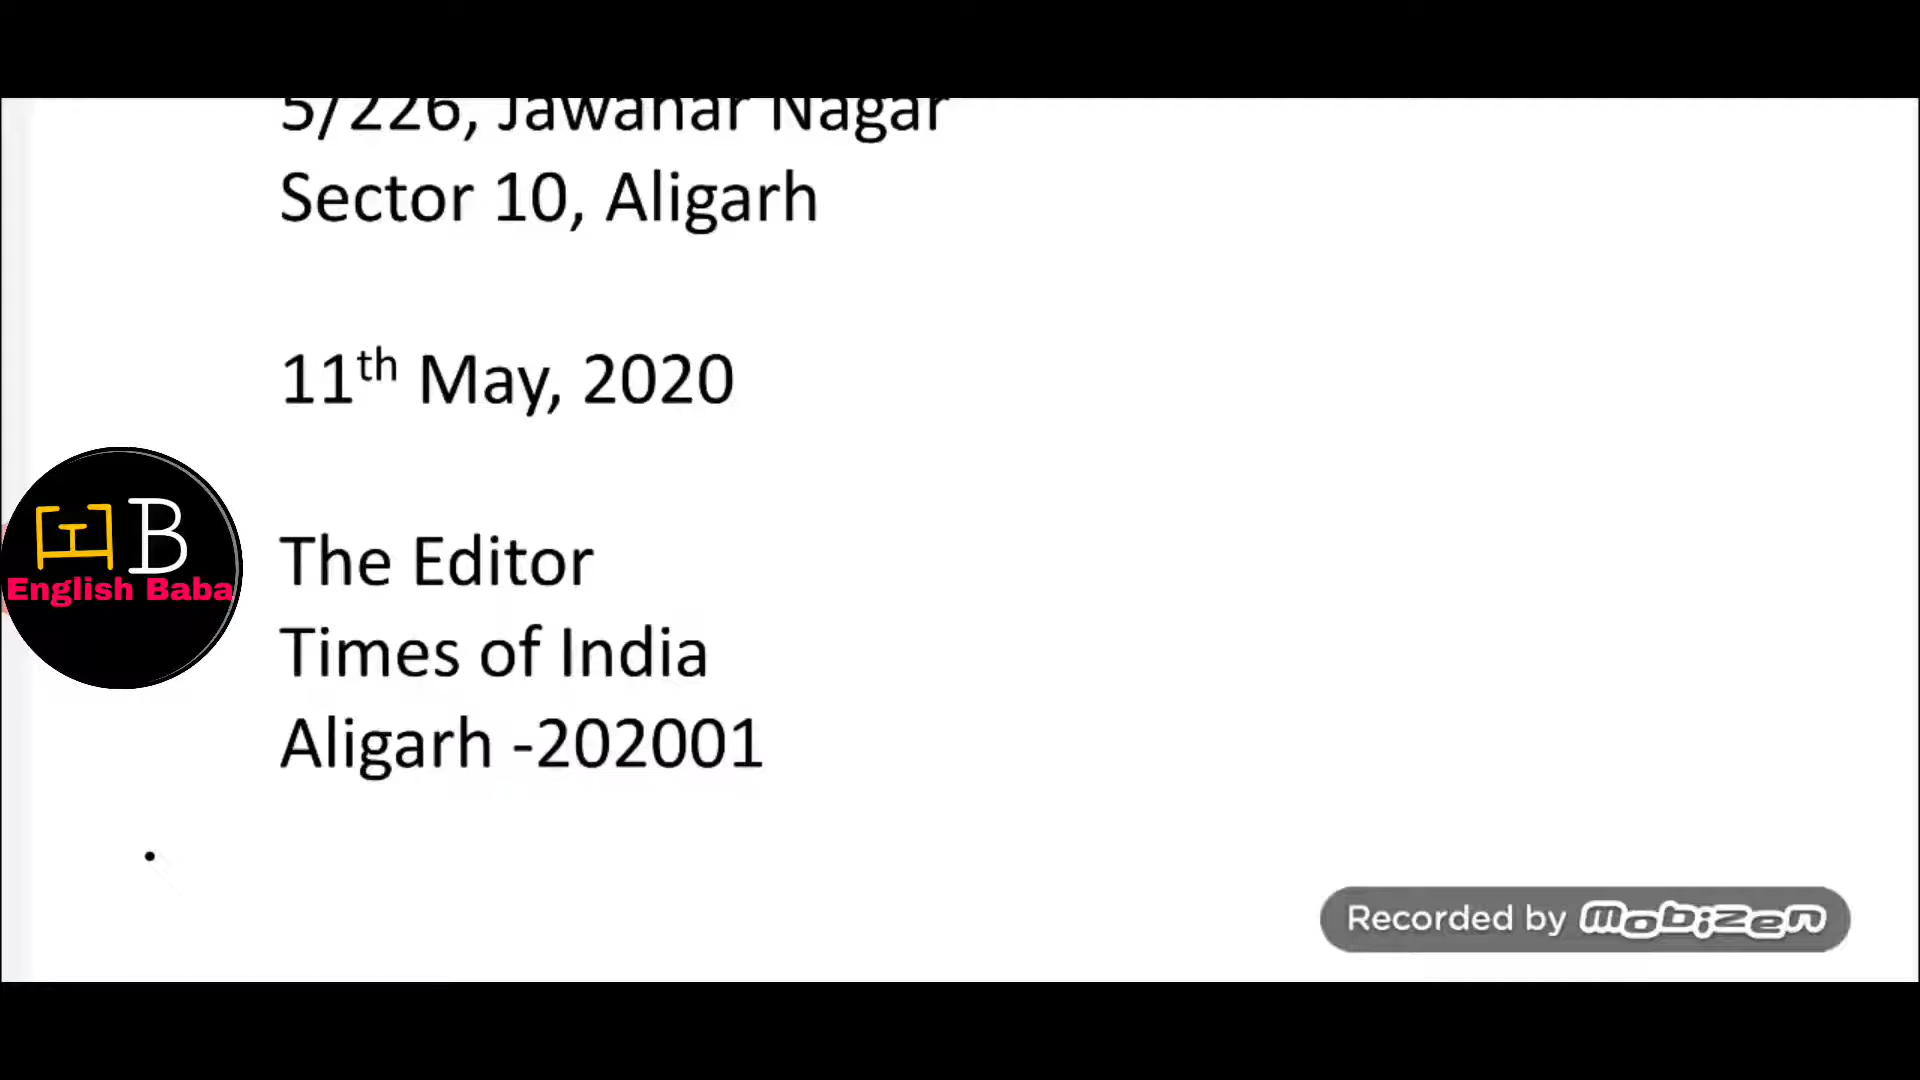 5/226, Jawahar Nagar
Sector 10, Aligarh
11th May, 2020
The Editor
Times of India
Aligarh -202001
EB
English Baba
Recorded by mobizen